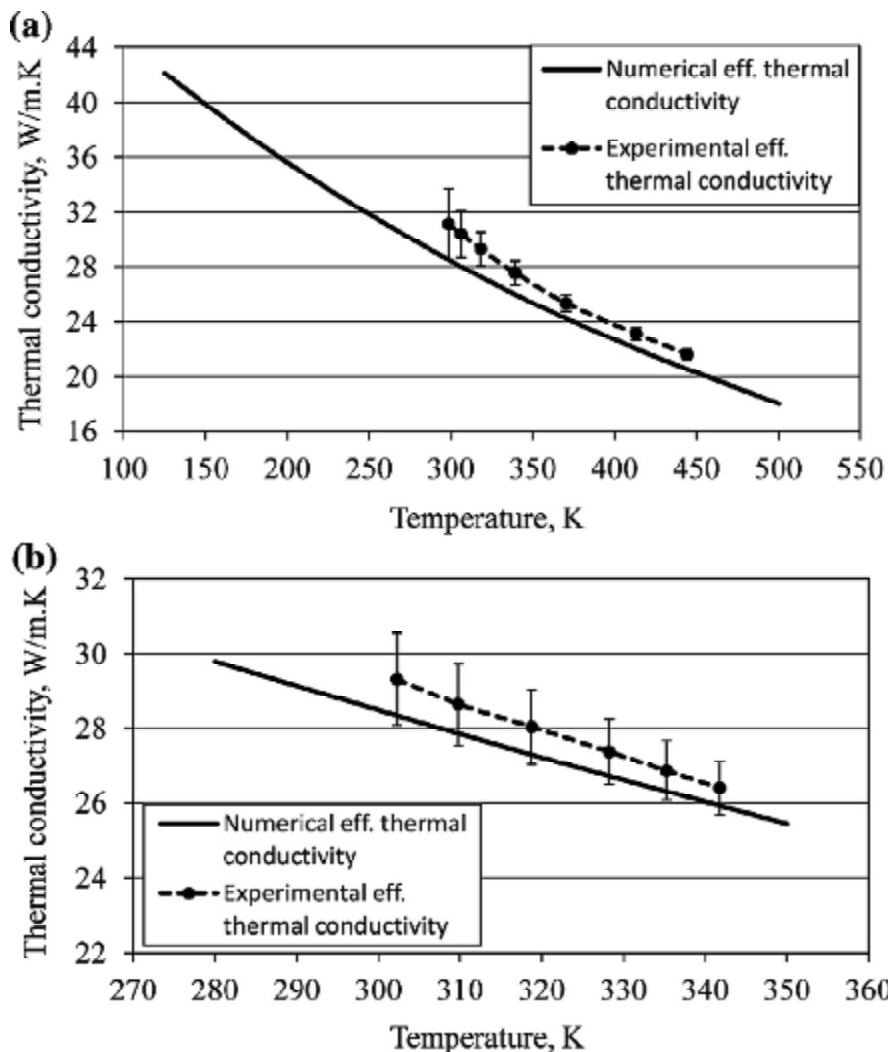 (a)
Thermal conductivity, W/m.K
44
40
36
32
28
24
20
16
100 150 200 250 300 350 400 450 500 550
Temperature, K
Numerical eff. thermal
conductivity
Experimental eff.
thermal conductivity
(b)
Thermal conductivity, W/m.K
32
30
28
26
24
22
270 280 290 300 310 320 330 340 350 360
Temperature, K
Numerical eff. thermal
conductivity
Experimental eff.
thermal conductivity